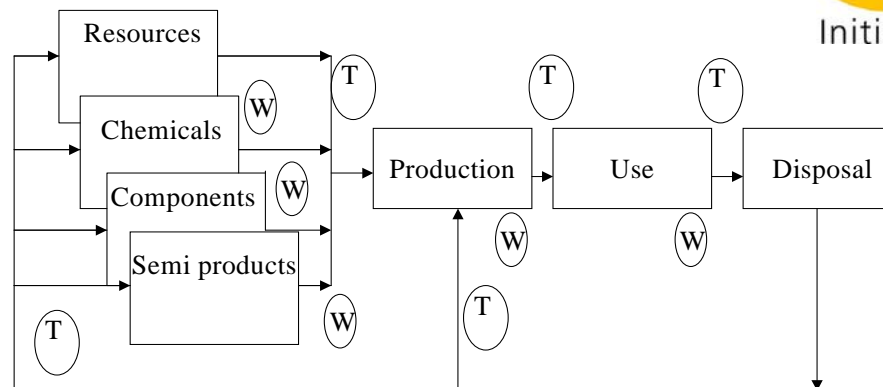 Initi
Resources
T
T
T
W
Chemicals
Production
Use
Disposal
W
Components
W
W
Semi products
T
W
T